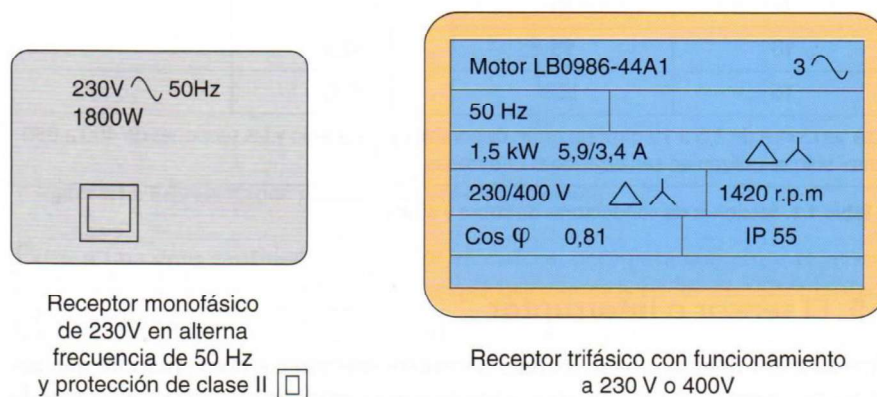 230V 50Hz
1800W
Receptor monofásico
de 230V en alterna
frecuencia de 50 Hz
y protección de clase II
Motor LB0986-44A1 3
50 Hz
1,5 kW 5,9/3,4 A
230/400 V 1420 r.p.m
Cos φ 0,81 IP 55
Receptor trifásico con funcionamiento
a 230 V o 400V